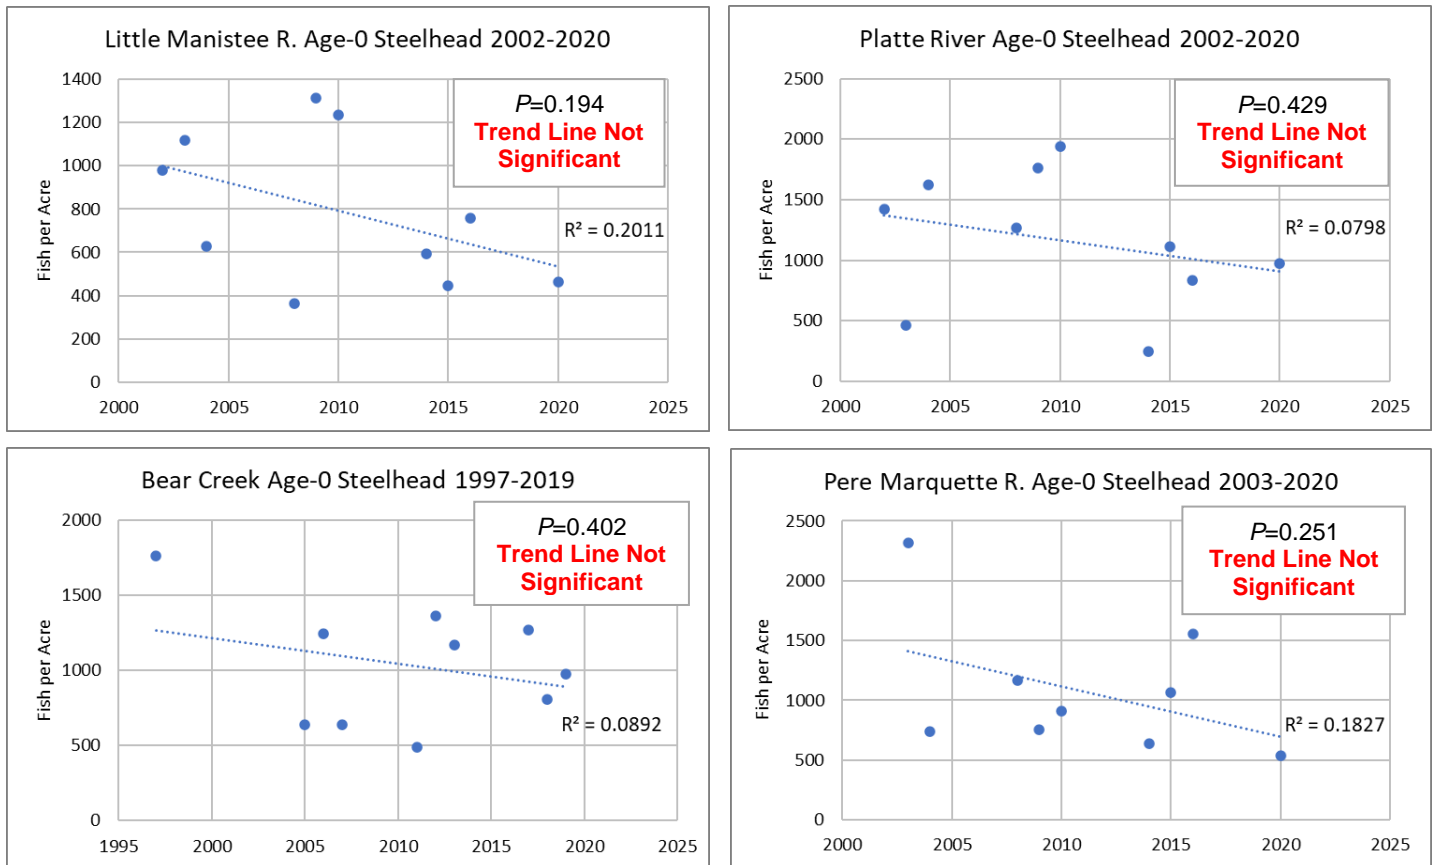 Little Manistee R. Age-0 Steelhead 2002-2020
P=0.194
Trend Line Not
Significant
R² = 0.2011
Fish per Acre
1400
1200
1000
800
600
400
200
0
2000
2005
2010
2015
2020
2025
Platte River Age-0 Steelhead 2002-2020
P=0.429
Trend Line Not
Significant
R² = 0.0798
Fish per Acre
2500
2000
1500
1000
500
0
2000
2005
2010
2015
2020
2025
Bear Creek Age-0 Steelhead 1997-2019
P=0.402
Trend Line Not
Significant
R² = 0.0892
Fish per Acre
2000
1500
1000
500
0
1995
2000
2005
2010
2015
2020
2025
Pere Marquette R. Age-0 Steelhead 2003-2020
P=0.251
Trend Line Not
Significant
R² = 0.1827
Fish per Acre
2500
2000
1500
1000
500
0
2000
2005
2010
2015
2020
2025